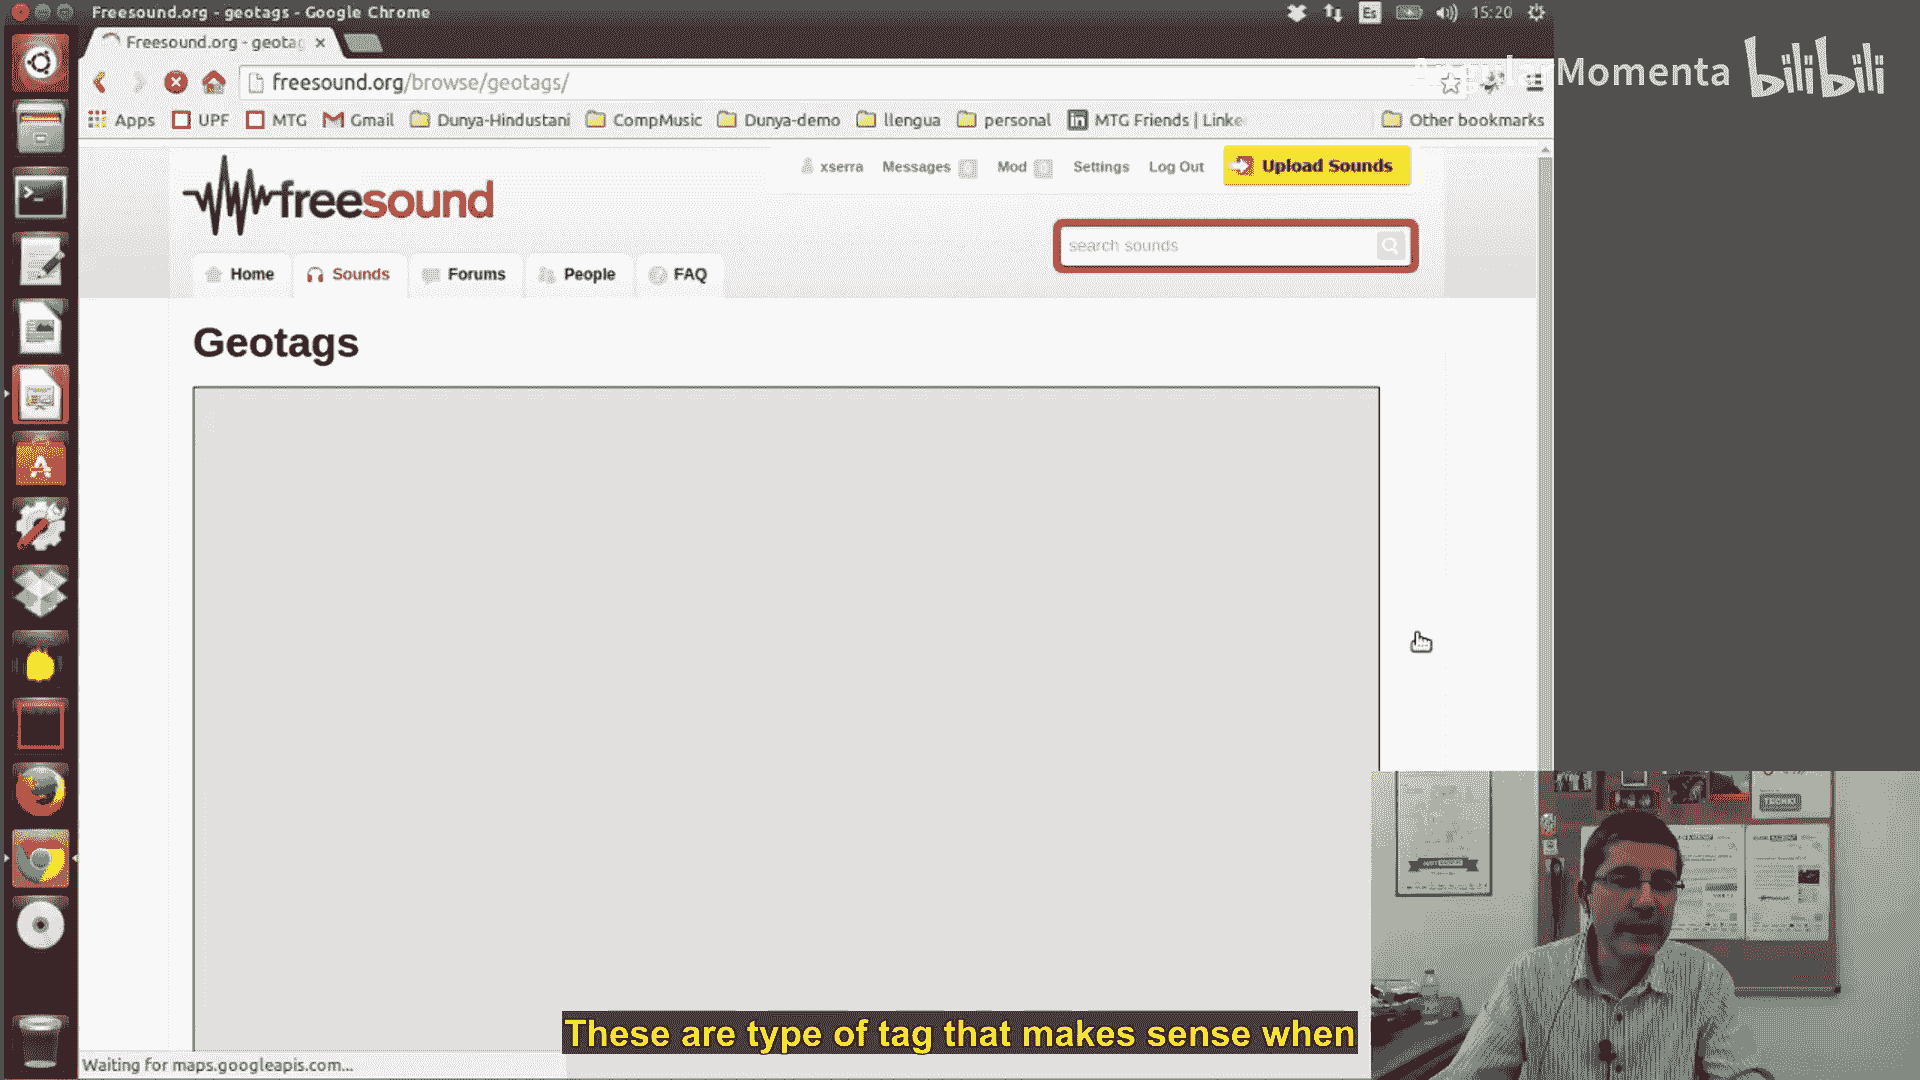 Freesound.org - geotags - Google Chrome
Es
15:20
Freesound.org - geotag
freesound.org/browse/geotags/
Momenta bilibili
Apps UPF MTG Gmail Dunya-Hindustani CompMusic Dunya-demo llengua personal MTG Friends | Linke Other bookmarks
xserra Messages Mod Settings Log Out Upload Sounds
freesound
search sounds
Home Sounds Forums People FAQ
Geotags
TECHKI
These are type of tag that makes sense when
Waiting for maps.googleapis.com...